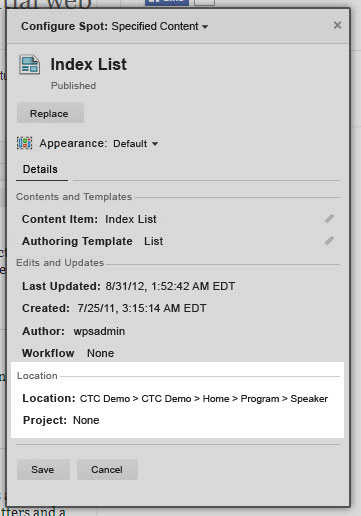 tial web
Configure Spot: Specified Content
Index List
Published
Replace
Appearance: Default
Details
Contents and Templates
Content Item: Index List
Authoring Template List
Edits and Updates
Last Updated: 8/31/12, 1:52:42 AM EDT
Created: 7/25/11, 3:15:14 AM EDT
Author: wpsadmin
Workflow None
Location
Location: CTC Demo > CTC Demo > Home > Program > Speaker
Project: None
Save Cancel
ffers and a